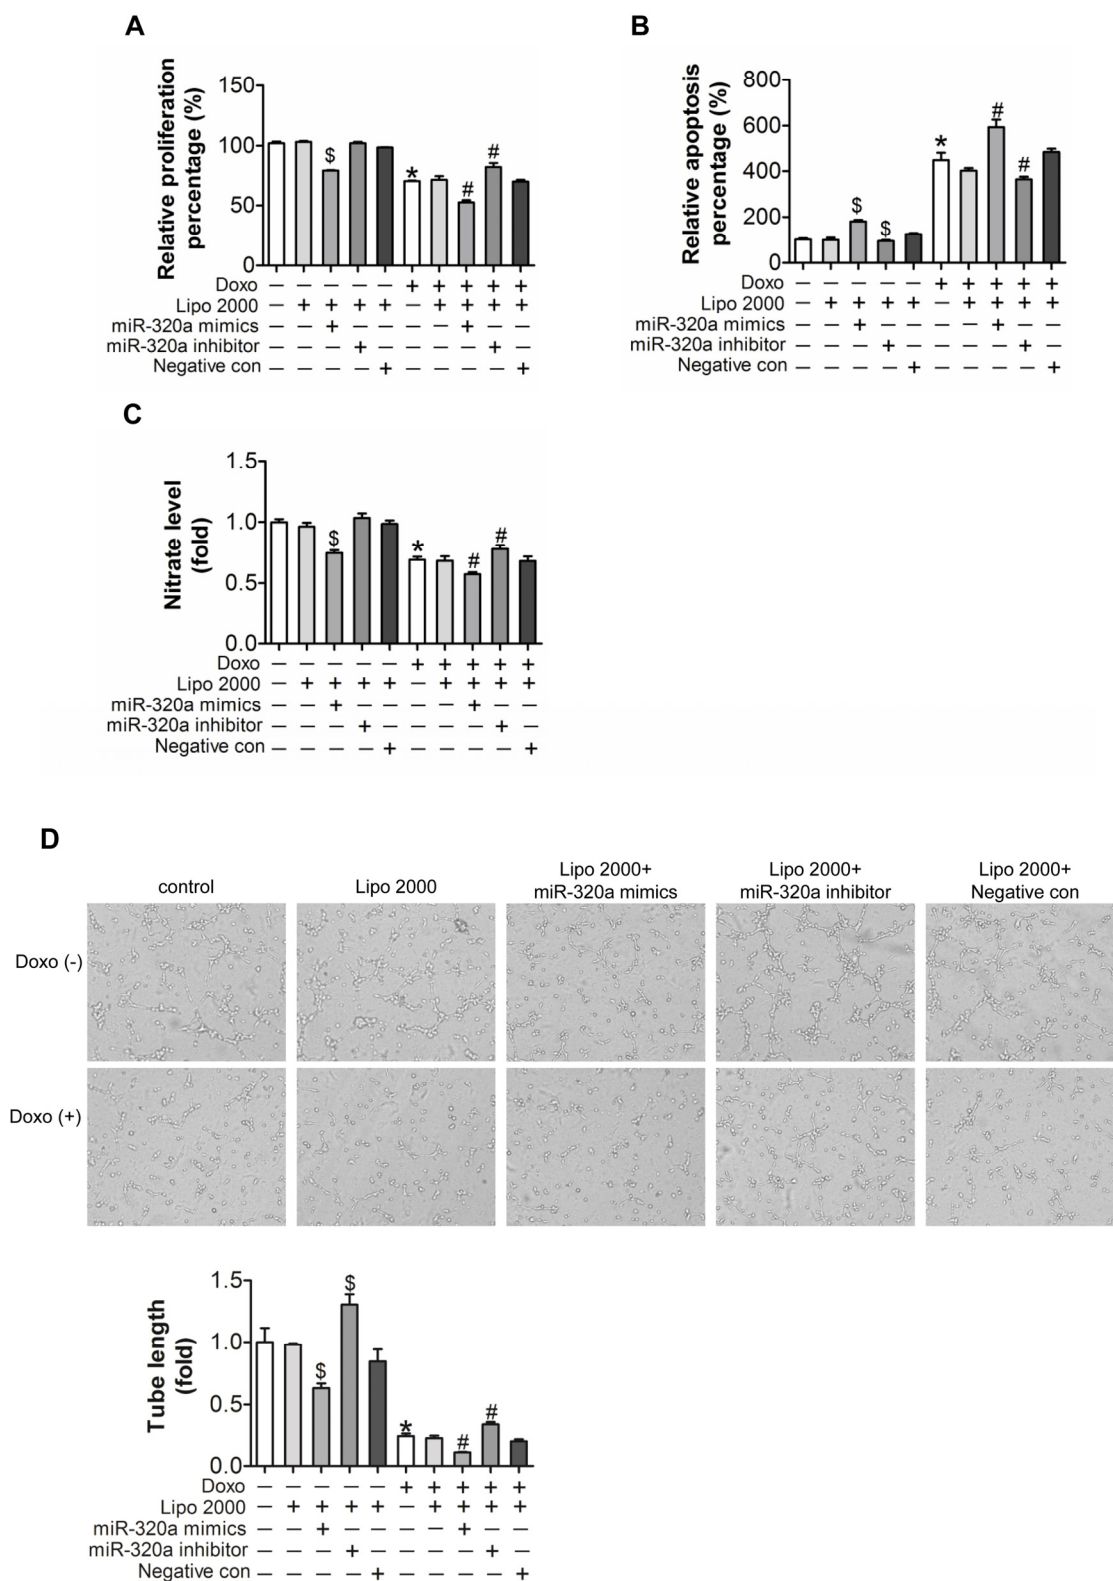 A
Relative proliferation
percentage (%)
150
100
50
0
$ * # #
Doxo – – – – – + + + + +
Lipo 2000 – + + + + – + + + +
miR-320a mimics – – + – – – – + – –
miR-320a inhibitor – – – + – – – – + –
Negative con – – – – + – – – – +
B
Relative apoptosis
percentage (%)
800
600
400
200
0
$ $ * # #
Doxo – – – – – + + + + +
Lipo 2000 – + + + + – + + + +
miR-320a mimics – – + – – – – + – –
miR-320a inhibitor – – – + – – – – + –
Negative con – – – – + – – – – +
C
Nitrate level
(fold)
1.5
1.0
0.5
0.0
$ * # #
Doxo – – – – – + + + + +
Lipo 2000 – + + + + – + + + +
miR-320a mimics – – + – – – – + – –
miR-320a inhibitor – – – + – – – – + –
Negative con – – – – + – – – – +
D
control
Lipo 2000
Lipo 2000+
miR-320a mimics
Lipo 2000+
miR-320a inhibitor
Lipo 2000+
Negative con
Doxo (-)
Doxo (+)
Tube length
(fold)
1.5
1.0
0.5
0.0
$ $ * # #
Doxo – – – – – + + + + +
Lipo 2000 – + + + + – + + + +
miR-320a mimics – – + – – – – + – –
miR-320a inhibitor – – – + – – – – + –
Negative con – – – – + – – – – +